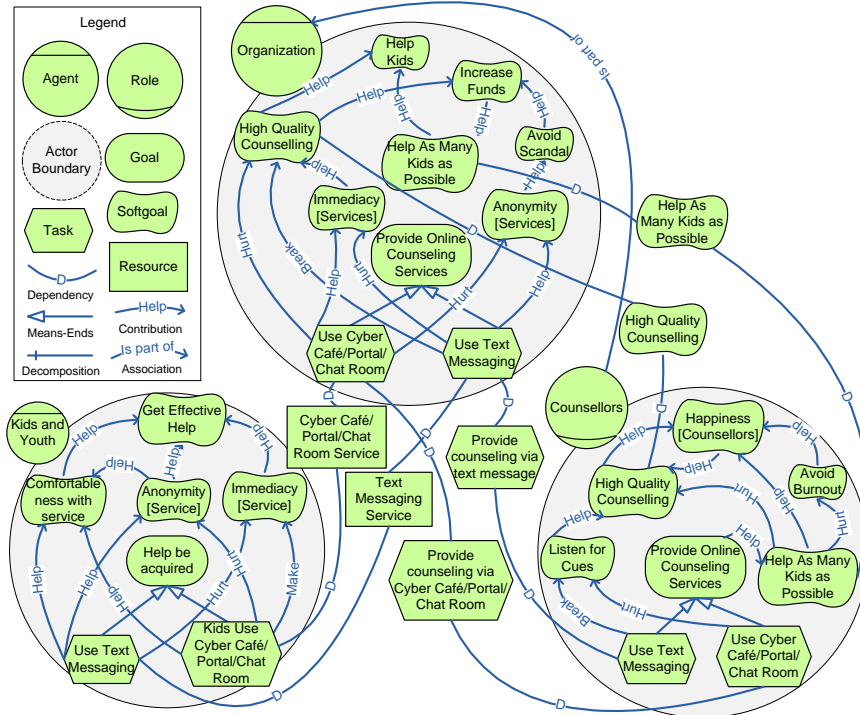 Legend
Agent
Role
Actor
Boundary
Goal
Softgoal
Task
Resource
D
Dependency
Help
Contribution
Means-Ends
Is part of
Decomposition
Association
Organization
Is part of
Help
Kids
Increase
Funds
Help
Help
Help
Help
Help
High Quality
Counselling
Avoid
Scandal
Help As Many
Kids as
Possible
Help
Help
D
Immediacy
[Services]
Anonymity
[Services]
Help As
Many Kids as
Possible
Provide Online
Counseling
Services
D
Hurt
Break
Help
Hurt
Hurt
Help
D
High Quality
Counselling
Use Cyber
Café/Portal/
Chat Room
Use Text
Messaging
D
D
D
D
Kids and
Youth
Get Effective
Help
Help
Help
Help
Help
Comfortable
ness with
service
Anonymity
[Service]
Immediacy
[Service]
Help be
acquired
Help
Help
Help
Hurt
Hurt
Make
Use Text
Messaging
Kids Use
Cyber Café/
Portal/Chat
Room
D
D
Cyber Café/
Portal/Chat
Room Service
Text
Messaging
Service
Provide
counseling via
text message
Provide
counseling via
Cyber Café/Portal/
Chat Room
Counsellors
Happiness
[Counsellors]
D
Help
Help
Help
Help
High Quality
Counselling
Avoid
Burnout
Hurt
Hurt
Help
Help
Listen for
Cues
Provide Online
Counseling
Services
Help As Many
Kids as
Possible
D
Break
Hurt
Use Text
Messaging
Use Cyber
Café/Portal/
Chat Room
D
D